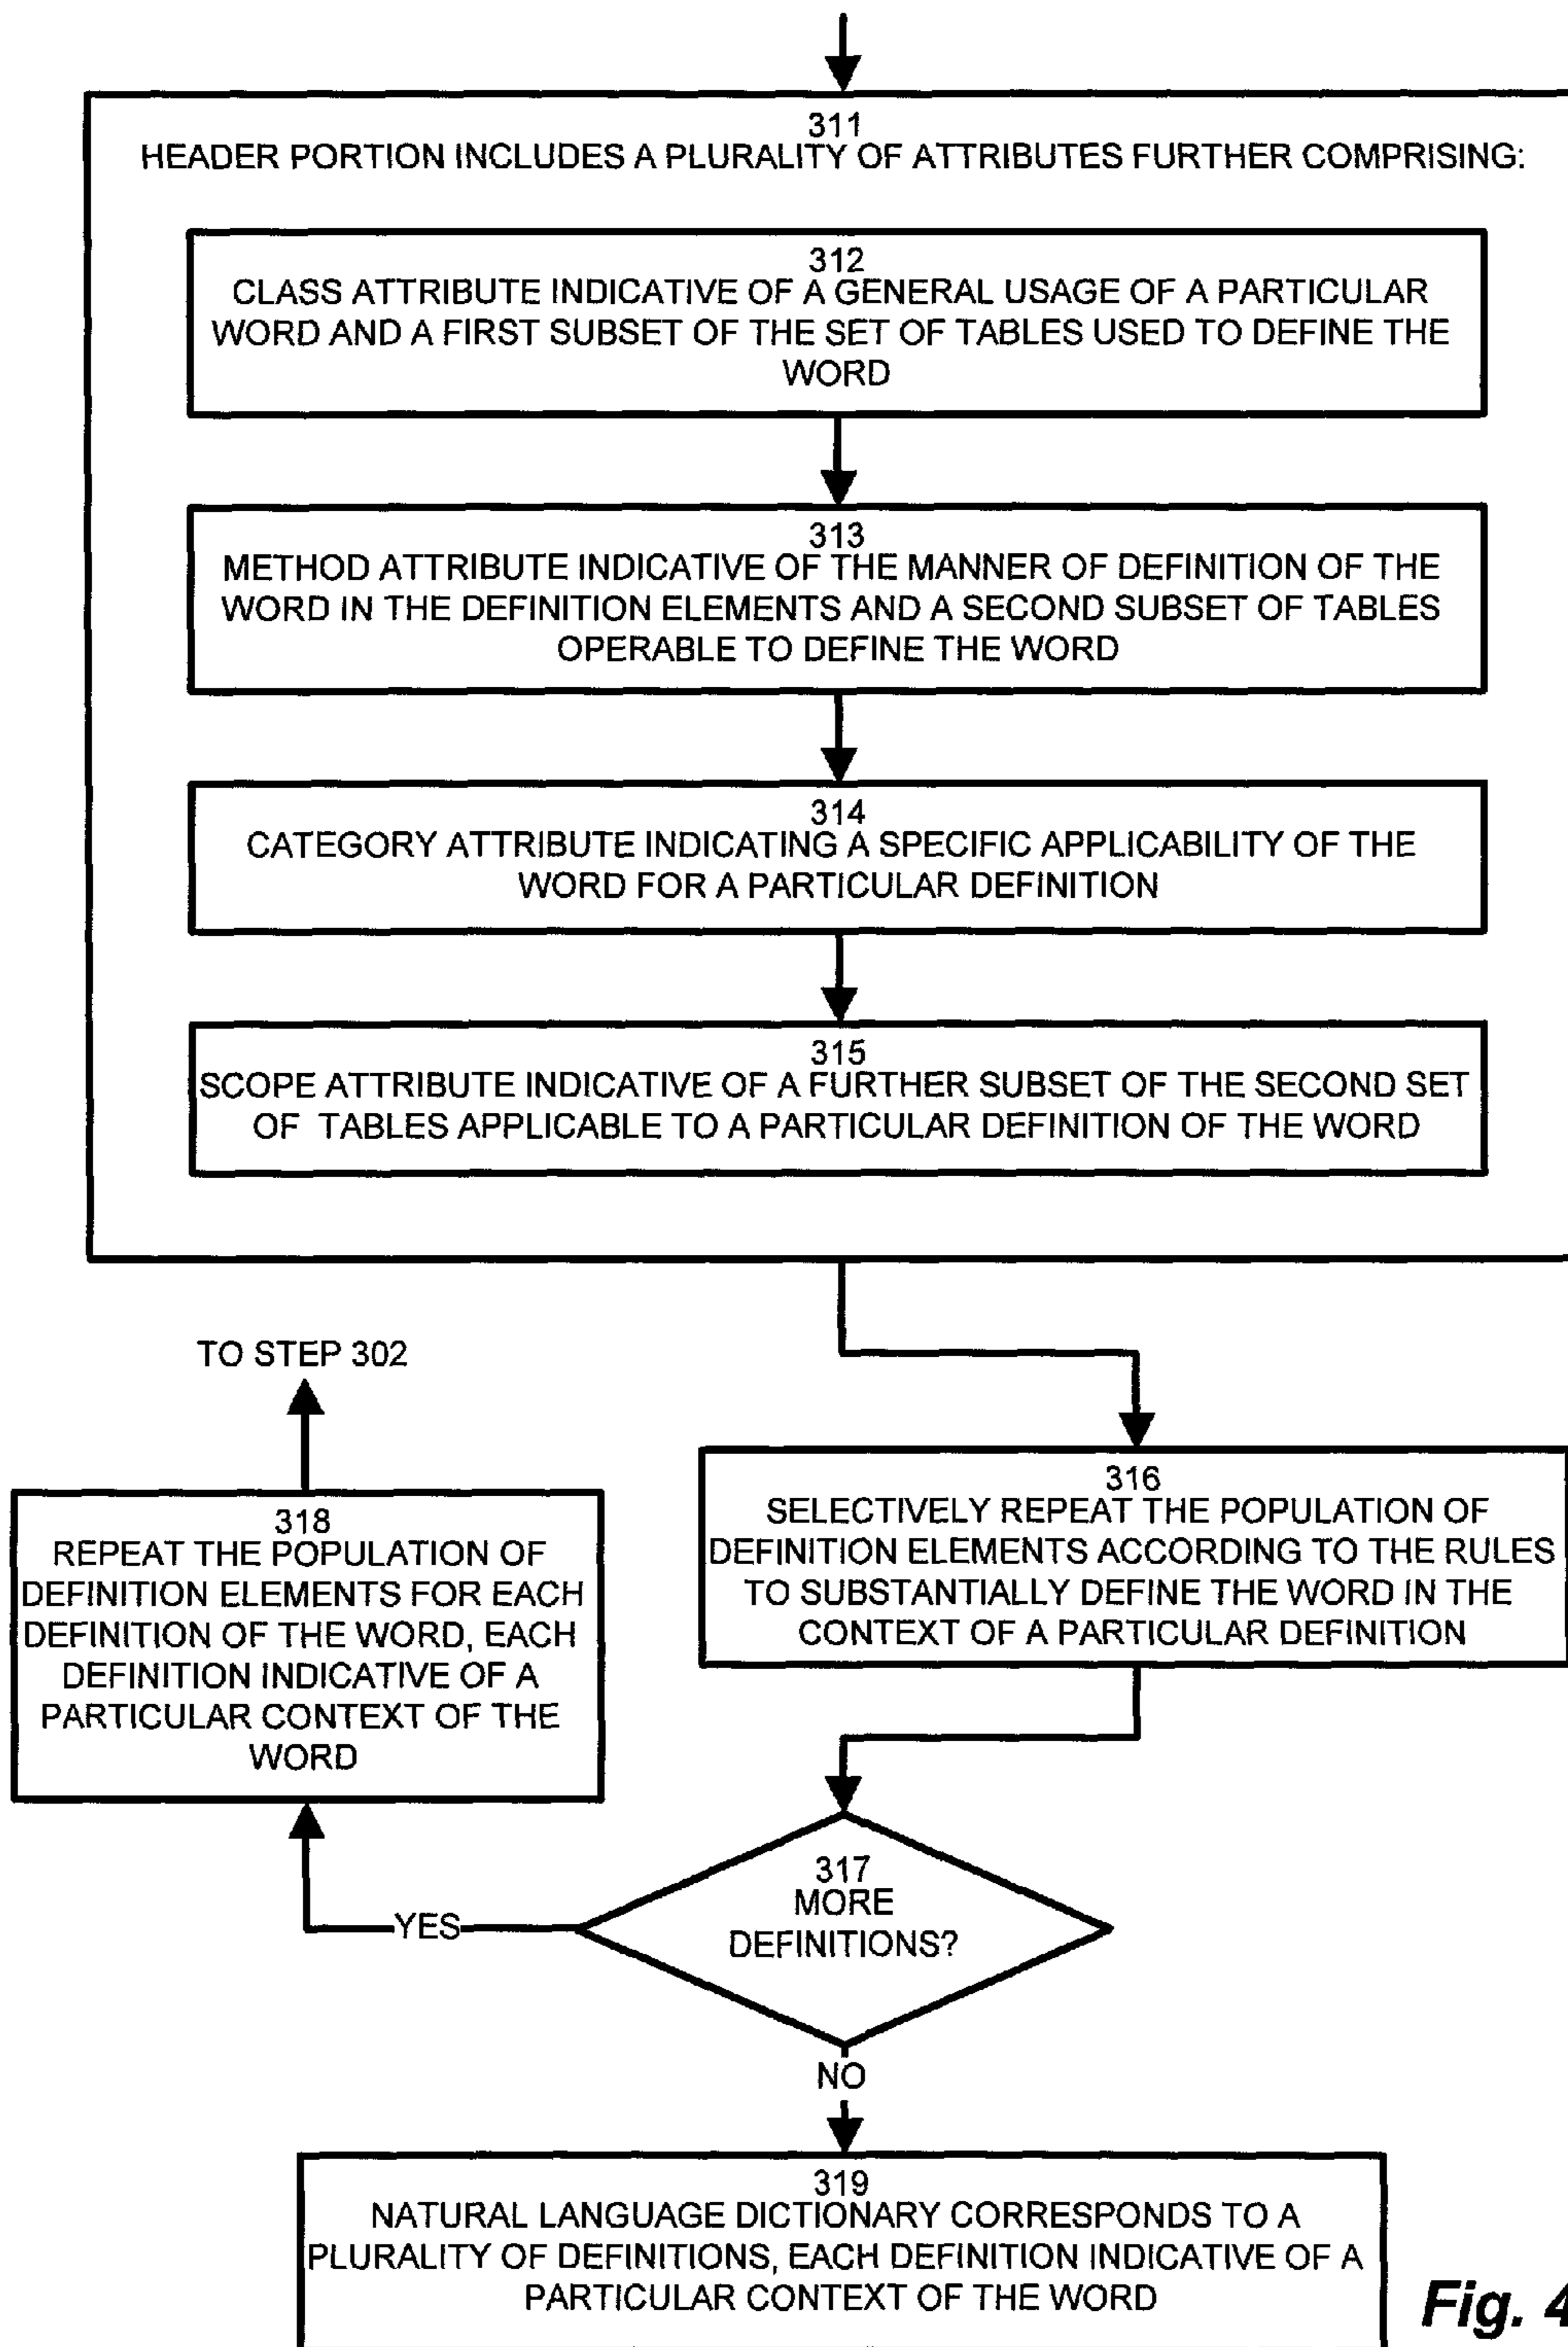 311
HEADER PORTION INCLUDES A PLURALITY OF ATTRIBUTES FURTHER COMPRISING:
312
CLASS ATTRIBUTE INDICATIVE OF A GENERAL USAGE OF A PARTICULAR
WORD AND A FIRST SUBSET OF THE SET OF TABLES USED TO DEFINE THE
WORD
313
METHOD ATTRIBUTE INDICATIVE OF THE MANNER OF DEFINITION OF THE
WORD IN THE DEFINITION ELEMENTS AND A SECOND SUBSET OF TABLES
OPERABLE TO DEFINE THE WORD
314
CATEGORY ATTRIBUTE INDICATING A SPECIFIC APPLICABILITY OF THE
WORD FOR A PARTICULAR DEFINITION
315
SCOPE ATTRIBUTE INDICATIVE OF A FURTHER SUBSET OF THE SECOND SET
OF TABLES APPLICABLE TO A PARTICULAR DEFINITION OF THE WORD
TO STEP 302
316
SELECTIVELY REPEAT THE POPULATION OF
DEFINITION ELEMENTS ACCORDING TO THE RULES
TO SUBSTANTIALLY DEFINE THE WORD IN THE
CONTEXT OF A PARTICULAR DEFINITION
318
REPEAT THE POPULATION OF
DEFINITION ELEMENTS FOR EACH
DEFINITION OF THE WORD, EACH
DEFINITION INDICATIVE OF A
PARTICULAR CONTEXT OF THE
WORD
317
MORE
DEFINITIONS?
YES
NO
319
NATURAL LANGUAGE DICTIONARY CORRESPONDS TO A
PLURALITY OF DEFINITIONS, EACH DEFINITION INDICATIVE OF A
PARTICULAR CONTEXT OF THE WORD
Fig. 4